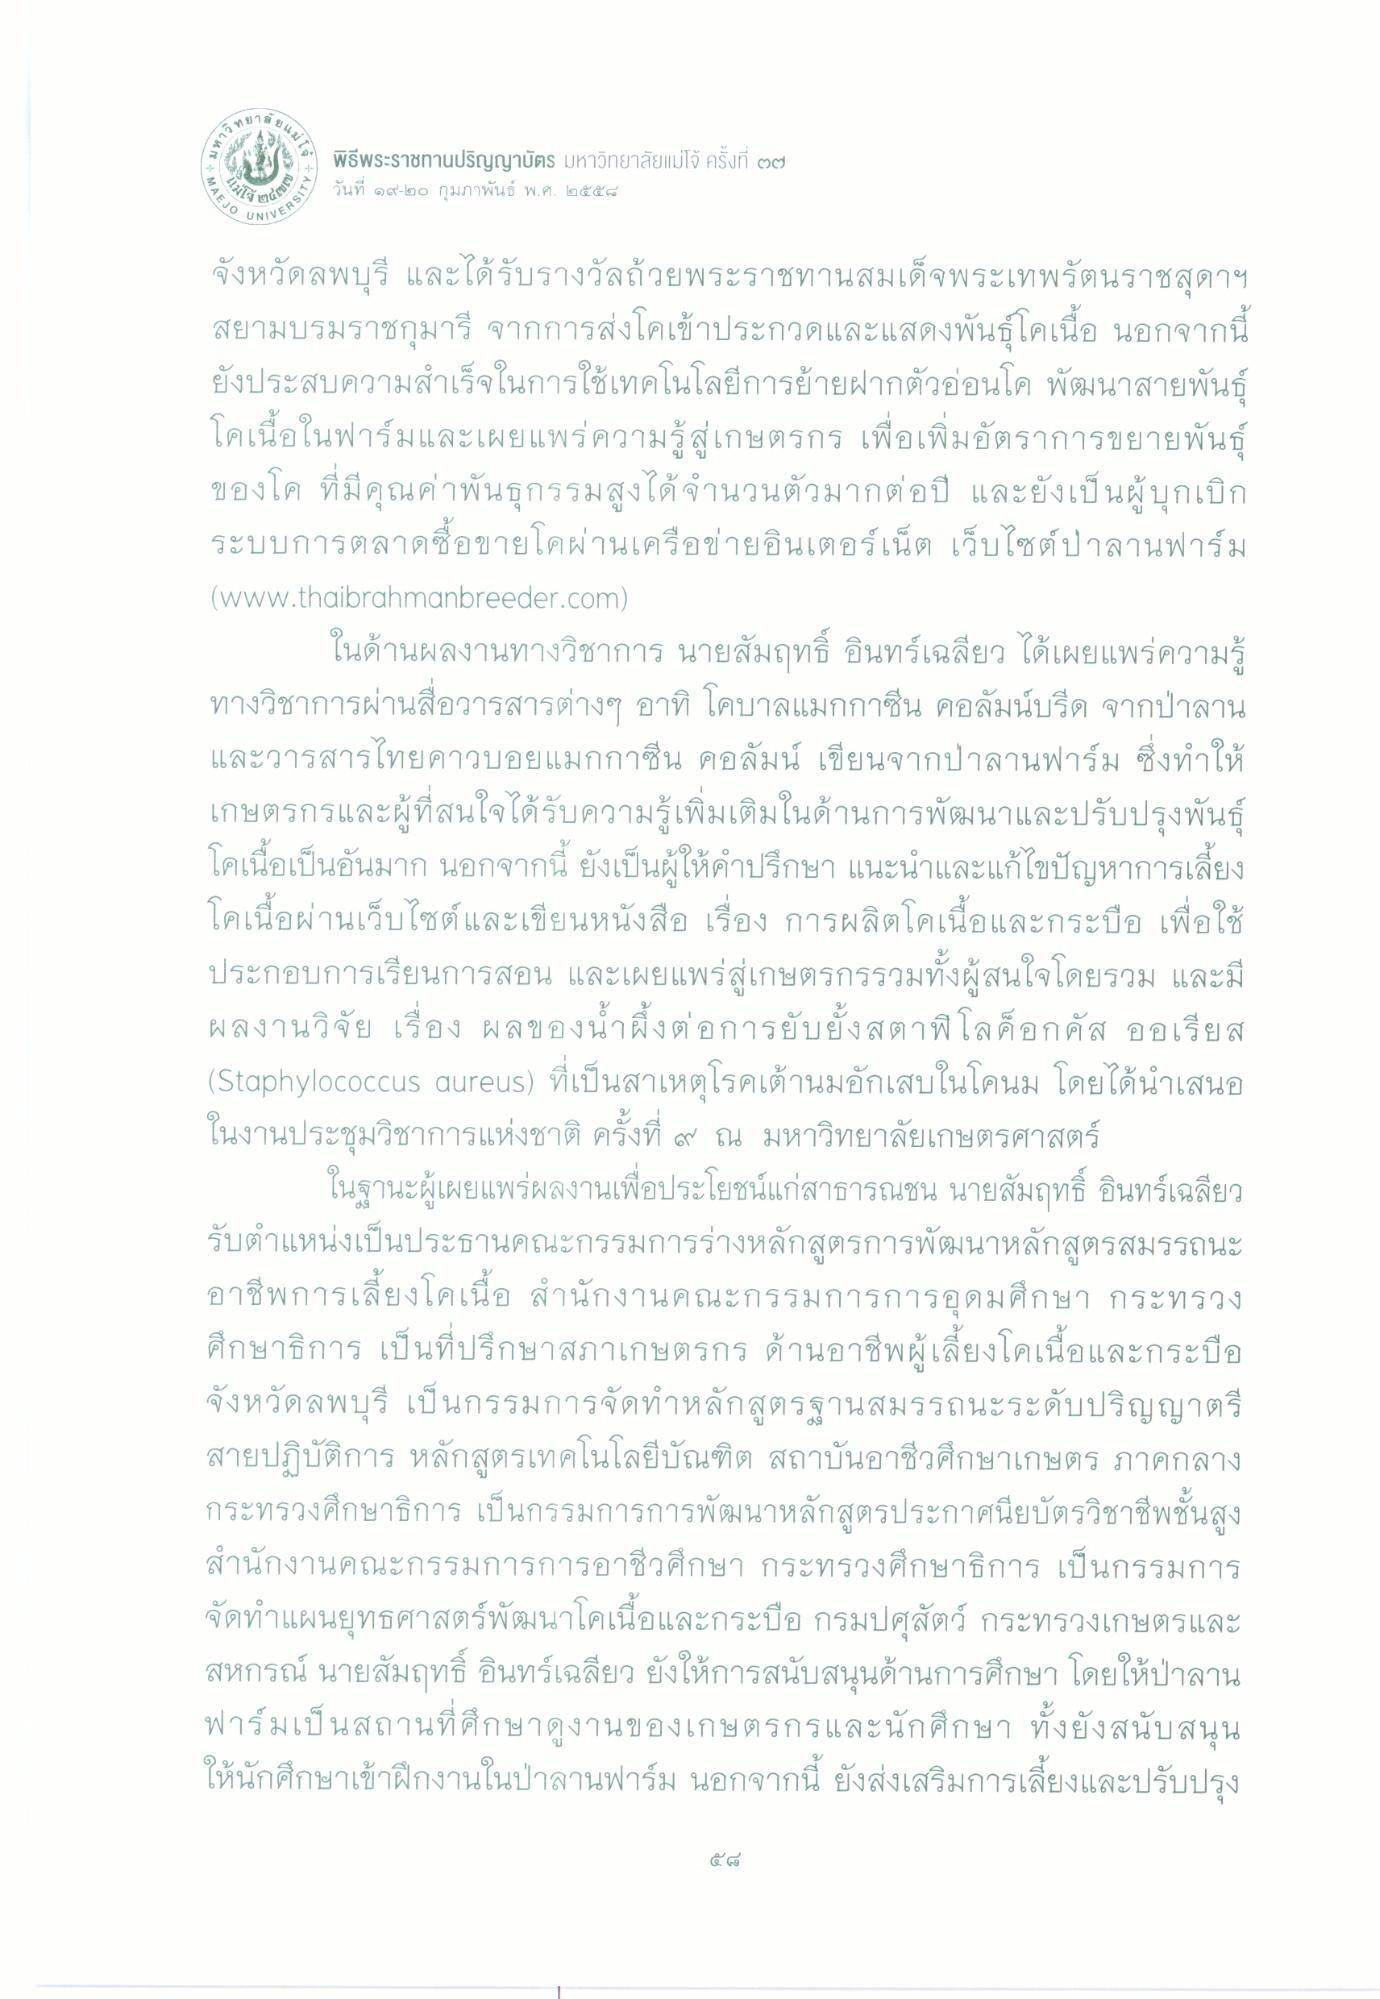 มหาวิทยาลัยแม่โจ้
แม่โจ้ ๒๔๗๗
MAEJO UNIVERSITY
พิธีพระราชทานปริญญาบัตร มหาวิทยาลัยแม่โจ้ ครั้งที่ ๓๗
วันที่ ๑๙-๒๐ กุมภาพันธ์ พ.ศ. ๒๕๕๘
จังหวัดลพบุรี และได้รับรางวัลถ้วยพระราชทานสมเด็จพระเทพรัตนราชสุดาฯ
สยามบรมราชกุมารี จากการส่งโคเข้าประกวดและแสดงพันธุ์โคเนื้อ นอกจากนี้
ยังประสบความสำเร็จในการใช้เทคโนโลยีการย้ายฝากตัวอ่อนโค พัฒนาสายพันธุ์
โคเนื้อในฟาร์มและเผยแพร่ความรู้สู่เกษตรกร เพื่อเพิ่มอัตราการขยายพันธุ์
ของโค ที่มีคุณค่าพันธุกรรมสูงได้จำนวนตัวมากต่อปี และยังเป็นผู้บุกเบิก
ระบบการตลาดซื้อขายโคผ่านเครือข่ายอินเตอร์เน็ต เว็บไซต์ป่าลานฟาร์ม
(www.thaibrahmanbreeder.com)
ในด้านผลงานทางวิชาการ นายสัมฤทธิ์ อินทร์เฉลียว ได้เผยแพร่ความรู้
ทางวิชาการผ่านสื่อวารสารต่างๆ อาทิ โคบาลแมกกาซีน คอลัมน์บรีด จากป่าลาน
และวารสารไทยคาวบอยแมกกาซีน คอลัมน์ เขียนจากป่าลานฟาร์ม ซึ่งทำให้
เกษตรกรและผู้ที่สนใจได้รับความรู้เพิ่มเติมในด้านการพัฒนาและปรับปรุงพันธุ์
โคเนื้อเป็นอันมาก นอกจากนี้ ยังเป็นผู้ให้คำปรึกษา แนะนำและแก้ไขปัญหาการเลี้ยง
โคเนื้อผ่านเว็บไซต์และเขียนหนังสือ เรื่อง การผลิตโคเนื้อและกระบือ เพื่อใช้
ประกอบการเรียนการสอน และเผยแพร่สู่เกษตรกรรวมทั้งผู้สนใจโดยรวม และมี
ผลงานวิจัย เรื่อง ผลของน้ำผึ้งต่อการยับยั้งสตาฟิโลค็อกคัส ออเรียส
(Staphylococcus aureus) ที่เป็นสาเหตุโรคเต้านมอักเสบในโคนม โดยได้นำเสนอ
ในงานประชุมวิชาการแห่งชาติ ครั้งที่ ๙ ณ มหาวิทยาลัยเกษตรศาสตร์
ในฐานะผู้เผยแพร่ผลงานเพื่อประโยชน์แก่สาธารณชน นายสัมฤทธิ์ อินทร์เฉลียว
รับตำแหน่งเป็นประธานคณะกรรมการร่างหลักสูตรการพัฒนาหลักสูตรสมรรถนะ
อาชีพการเลี้ยงโคเนื้อ สำนักงานคณะกรรมการการอุดมศึกษา กระทรวง
ศึกษาธิการ เป็นที่ปรึกษาสภาเกษตรกร ด้านอาชีพผู้เลี้ยงโคเนื้อและกระบือ
จังหวัดลพบุรี เป็นกรรมการจัดทำหลักสูตรฐานสมรรถนะระดับปริญญาตรี
สายปฏิบัติการ หลักสูตรเทคโนโลยีบัณฑิต สถาบันอาชีวศึกษาเกษตร ภาคกลาง
กระทรวงศึกษาธิการ เป็นกรรมการการพัฒนาหลักสูตรประกาศนียบัตรวิชาชีพชั้นสูง
สำนักงานคณะกรรมการการอาชีวศึกษา กระทรวงศึกษาธิการ เป็นกรรมการ
จัดทำแผนยุทธศาสตร์พัฒนาโคเนื้อและกระบือ กรมปศุสัตว์ กระทรวงเกษตรและ
สหกรณ์ นายสัมฤทธิ์ อินทร์เฉลียว ยังให้การสนับสนุนด้านการศึกษา โดยให้ป่าลาน
ฟาร์มเป็นสถานที่ศึกษาดูงานของเกษตรกรและนักศึกษา ทั้งยังสนับสนุน
ให้นักศึกษาเข้าฝึกงานในป่าลานฟาร์ม นอกจากนี้ ยังส่งเสริมการเลี้ยงและปรับปรุง
๕๘